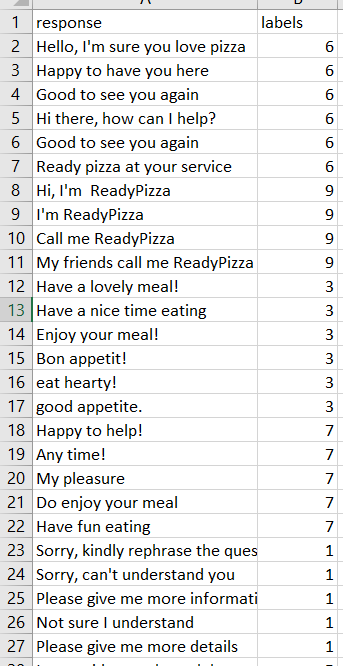 1 response labels
2 Hello, I'm sure you love pizza 6
3 Happy to have you here 6
4 Good to see you again 6
5 Hi there, how can I help? 6
6 Good to see you again 6
7 Ready pizza at your service 6
8 Hi, I'm  ReadyPizza 9
9 I'm ReadyPizza 9
10 Call me ReadyPizza 9
11 My friends call me ReadyPizza 9
12 Have a lovely meal! 3
13 Have a nice time eating 3
14 Enjoy your meal! 3
15 Bon appetit! 3
16 eat hearty! 3
17 good appetite. 3
18 Happy to help! 7
19 Any time! 7
20 My pleasure 7
21 Do enjoy your meal 7
22 Have fun eating 7
23 Sorry, kindly rephrase the ques 1
24 Sorry, can't understand you 1
25 Please give me more informati 1
26 Not sure I understand 1
27 Please give me more details 1